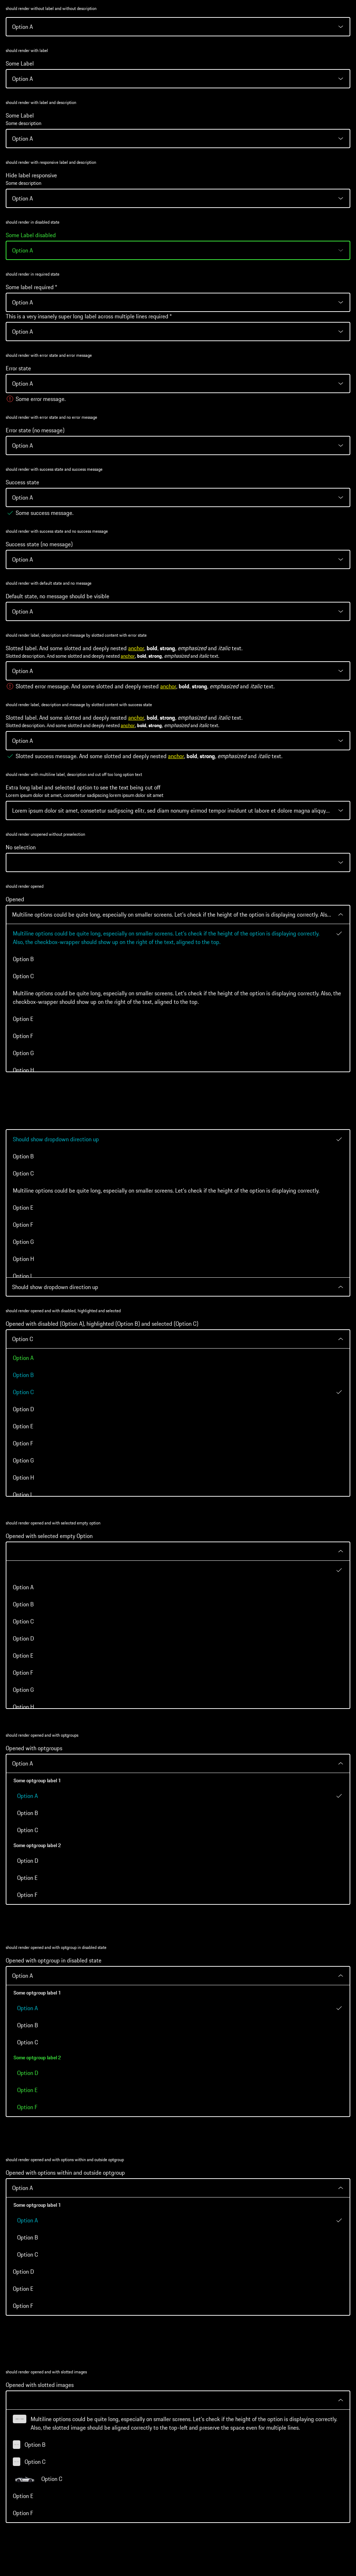 should render without label and without description
Option A
should render with label
Some Label
Option A
should render with label and description
Some Label
Some description
Option A
should render with responsive label and description
Hide label responsive
Some description
Option A
should render in disabled state
Some Label disabled
Option A
should render in required state
Some label required *
Option A
This is a very insanely super long label across multiple lines required *
Option A
should render with error state and error message
Error state
Option A
Some error message.
should render with error state and no error message
Error state (no message)
Option A
should render with success state and success message
Success state
Option A
Some success message.
should render with success state and no success message
Success state (no message)
Option A
should render with default state and no message
Default state, no message should be visible
Option A
should render label, description and message by slotted content with error state
Slotted label. And some slotted and deeply nested anchor, bold, strong, emphasized and italic text.
Slotted description. And some slotted and deeply nested anchor, bold, strong, emphasized and italic text.
Option A
Slotted error message. And some slotted and deeply nested anchor, bold, strong, emphasized and italic text.
should render label, description and message by slotted content with success state
Slotted label. And some slotted and deeply nested anchor, bold, strong, emphasized and italic text.
Slotted description. And some slotted and deeply nested anchor, bold, strong, emphasized and italic text.
Option A
Slotted success message. And some slotted and deeply nested anchor, bold, strong, emphasized and italic text.
should render with multiline label, description and cut off too long option text
Extra long label and selected option to see the text being cut off
Lorem ipsum dolor sit amet, consetetur sadipscing lorem ipsum dolor sit amet
Lorem ipsum dolor sit amet, consetetur sadipscing elitr, sed diam nonumy eirmod tempor invidunt ut labore et dolore magna aliquy...
should render unopened without preselection
No selection
should render opened
Opened
Multiline options could be quite long, especially on smaller screens. Let's check if the height of the option is displaying correctly. Als...
Multiline options could be quite long, especially on smaller screens. Let's check if the height of the option is displaying correctly.
Also, the checkbox-wrapper should show up on the right of the text, aligned to the top.
Option B
Option C
Multiline options could be quite long, especially on smaller screens. Let's check if the height of the option is displaying correctly. Also, the
checkbox-wrapper should show up on the right of the text, aligned to the top.
Option E
Option F
Option G
Option H
Should show dropdown direction up
Option B
Option C
Multiline options could be quite long, especially on smaller screens. Let's check if the height of the option is displaying correctly.
Option E
Option F
Option G
Option H
Option I
Should show dropdown direction up
should render opened and with disabled, highlighted and selected
Opened with disabled (Option A), highlighted (Option B) and selected (Option C)
Option C
Option A
Option B
Option C
Option D
Option E
Option F
Option G
Option H
Option I
should render opened and with selected empty option
Opened with selected empty Option
Option A
Option B
Option C
Option D
Option E
Option F
Option G
Option H
should render opened and with optgroups
Opened with optgroups
Option A
Some optgroup label 1
Option A
Option B
Option C
Some optgroup label 2
Option D
Option E
Option F
should render opened and with optgroup in disabled state
Opened with optgroup in disabled state
Option A
Some optgroup label 1
Option A
Option B
Option C
Some optgroup label 2
Option D
Option E
Option F
should render opened and with options within and outside optgroup
Opened with options within and outside optgroup
Option A
Some optgroup label 1
Option A
Option B
Option C
Option D
Option E
Option F
should render opened and with slotted images
Opened with slotted images
Multiline options could be quite long, especially on smaller screens. Let's check if the height of the option is displaying correctly.
Also, the slotted image should be aligned correctly to the top-left and preserve the space even for multiple lines.
Option B
Option C
Option C
Option E
Option F